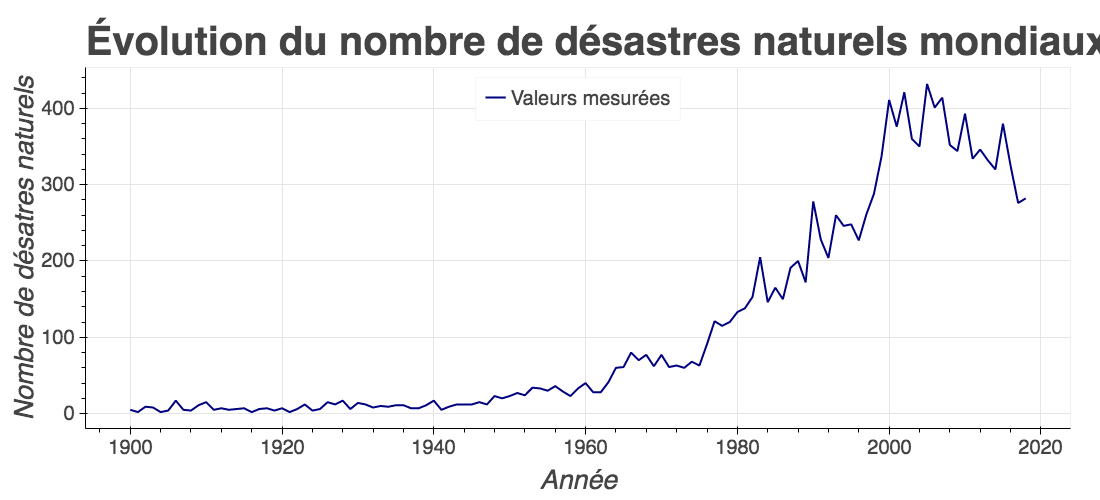 Évolution du nombre de désastres naturels mondiaux
Valeurs mesurées
Nombre de désatres naturels
400
300
200
100
0
1900 1920 1940 1960 1980 2000 2020
Année